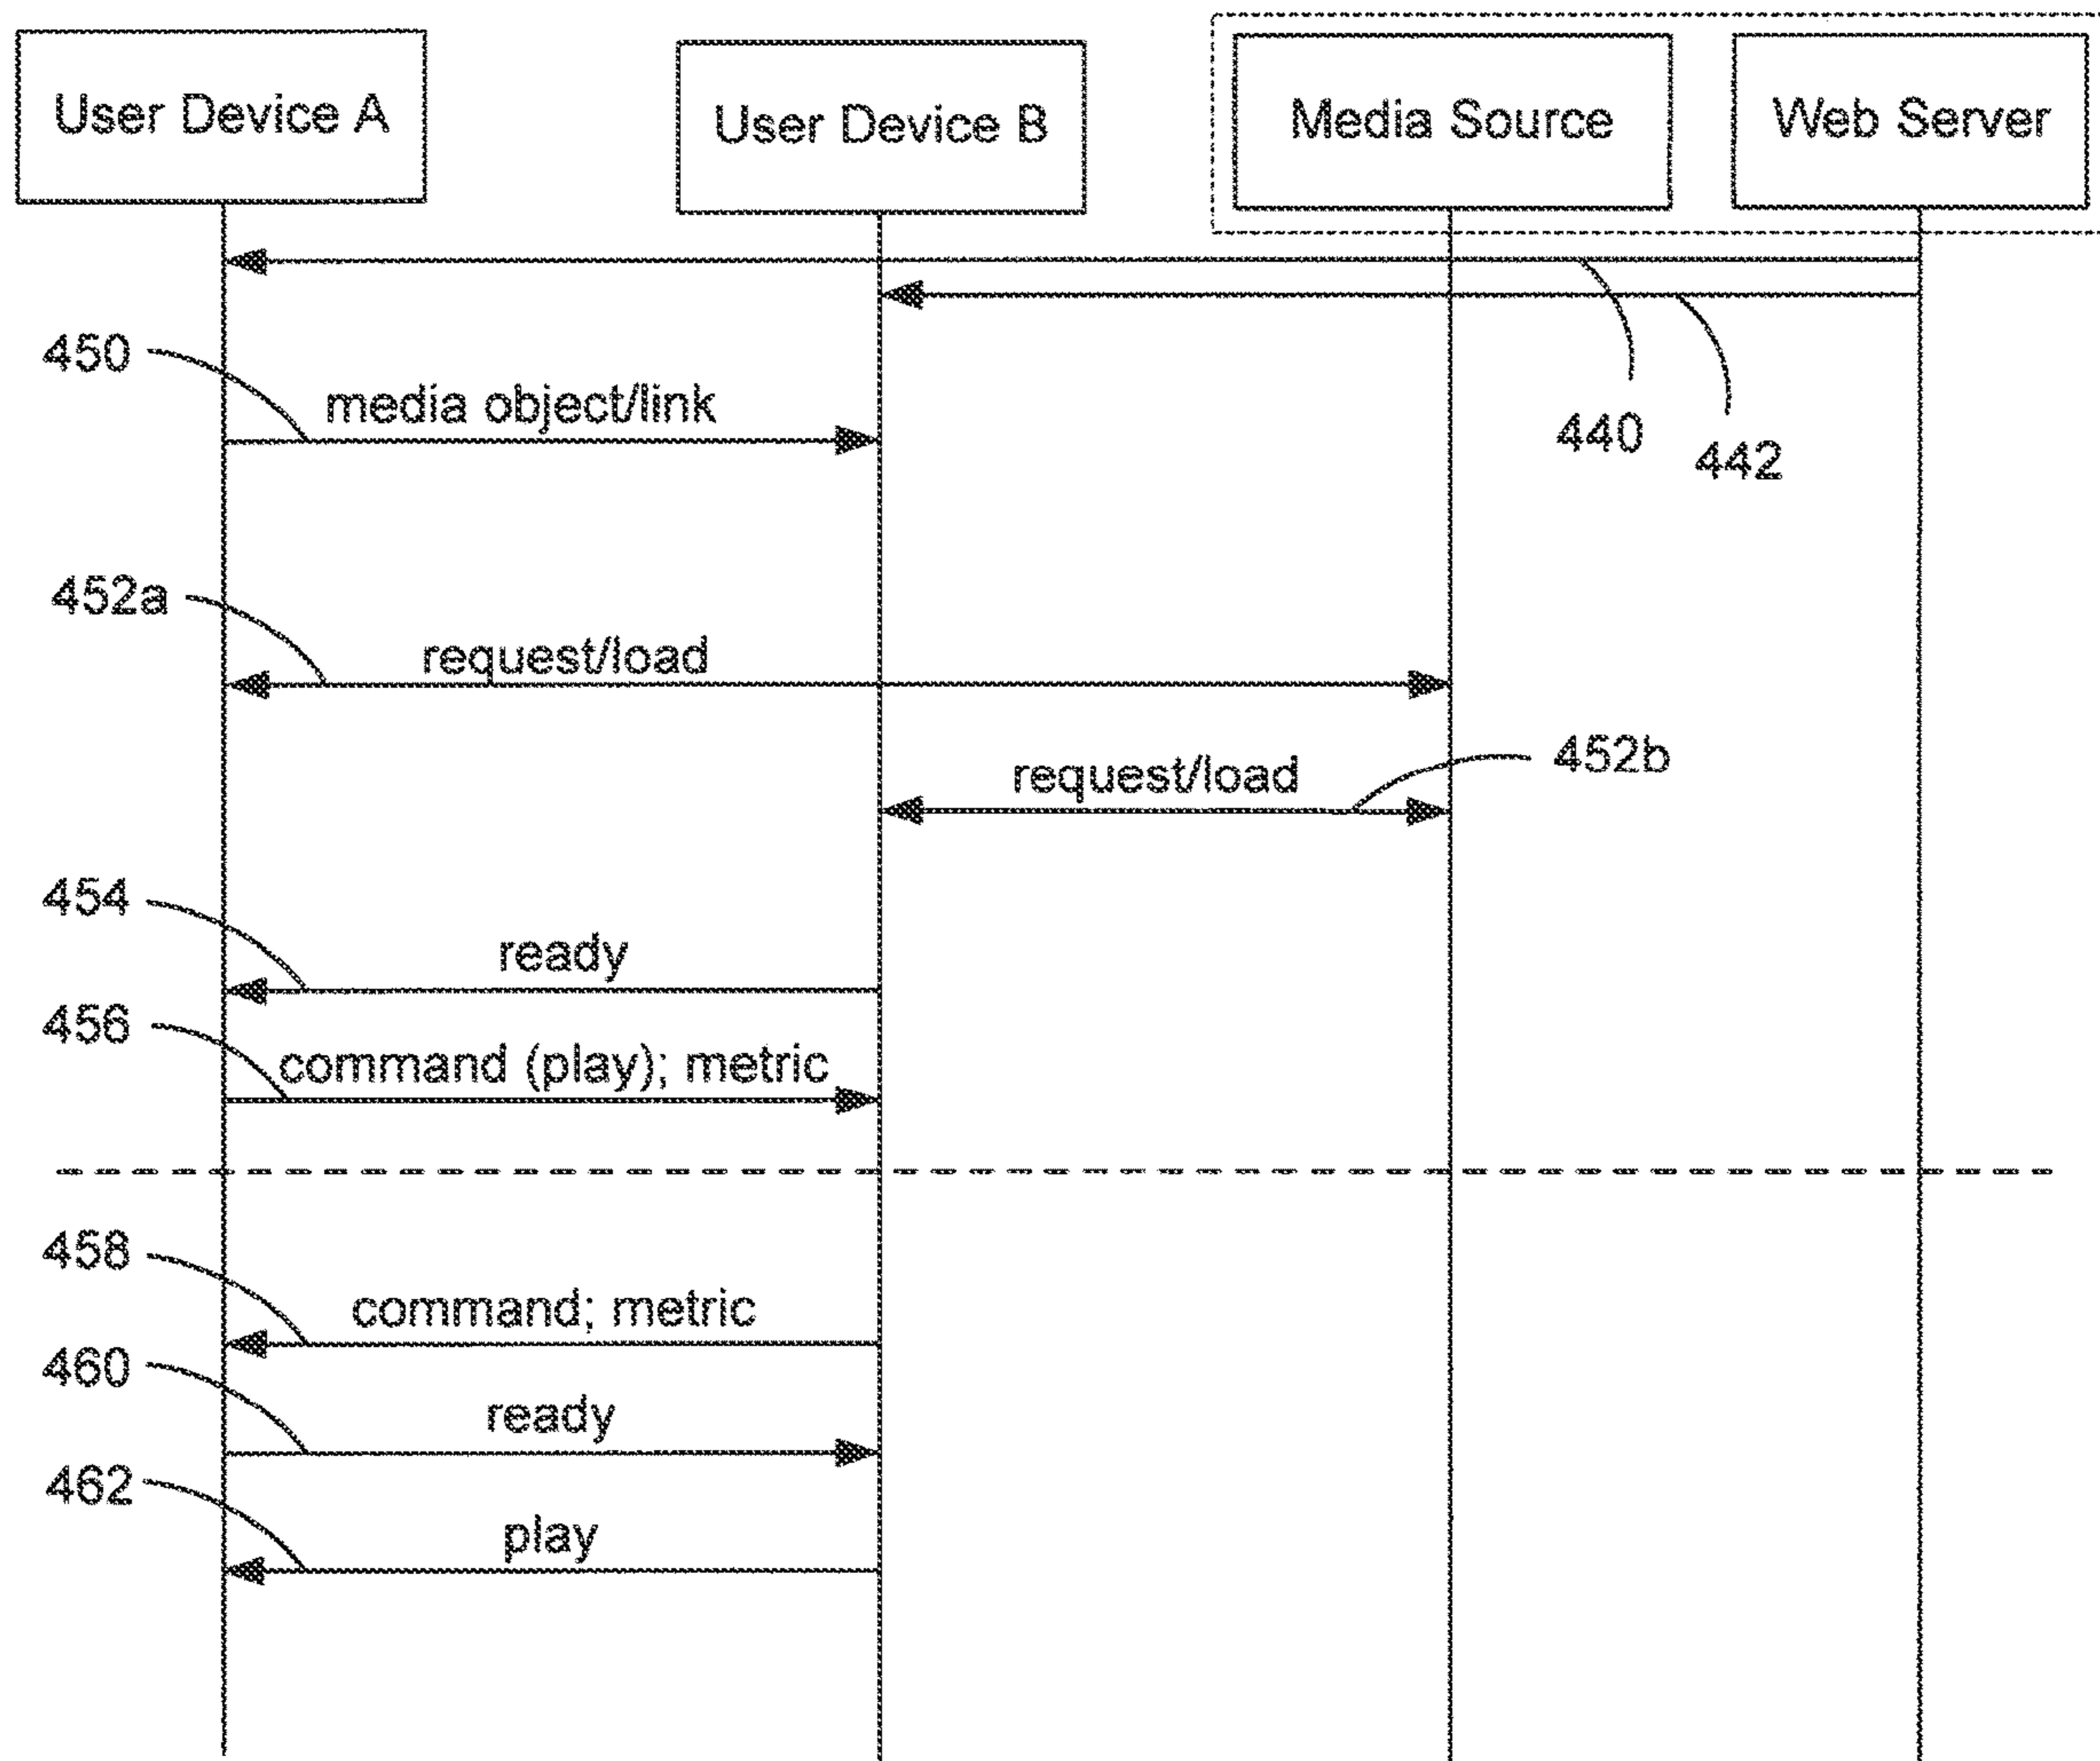 User Device A
User Device B
Media Source
Web Server
450
media object/link
440
442
452a
request/load
request/load
452b
454
ready
456
command (play); metric
458
command; metric
460
ready
462
play